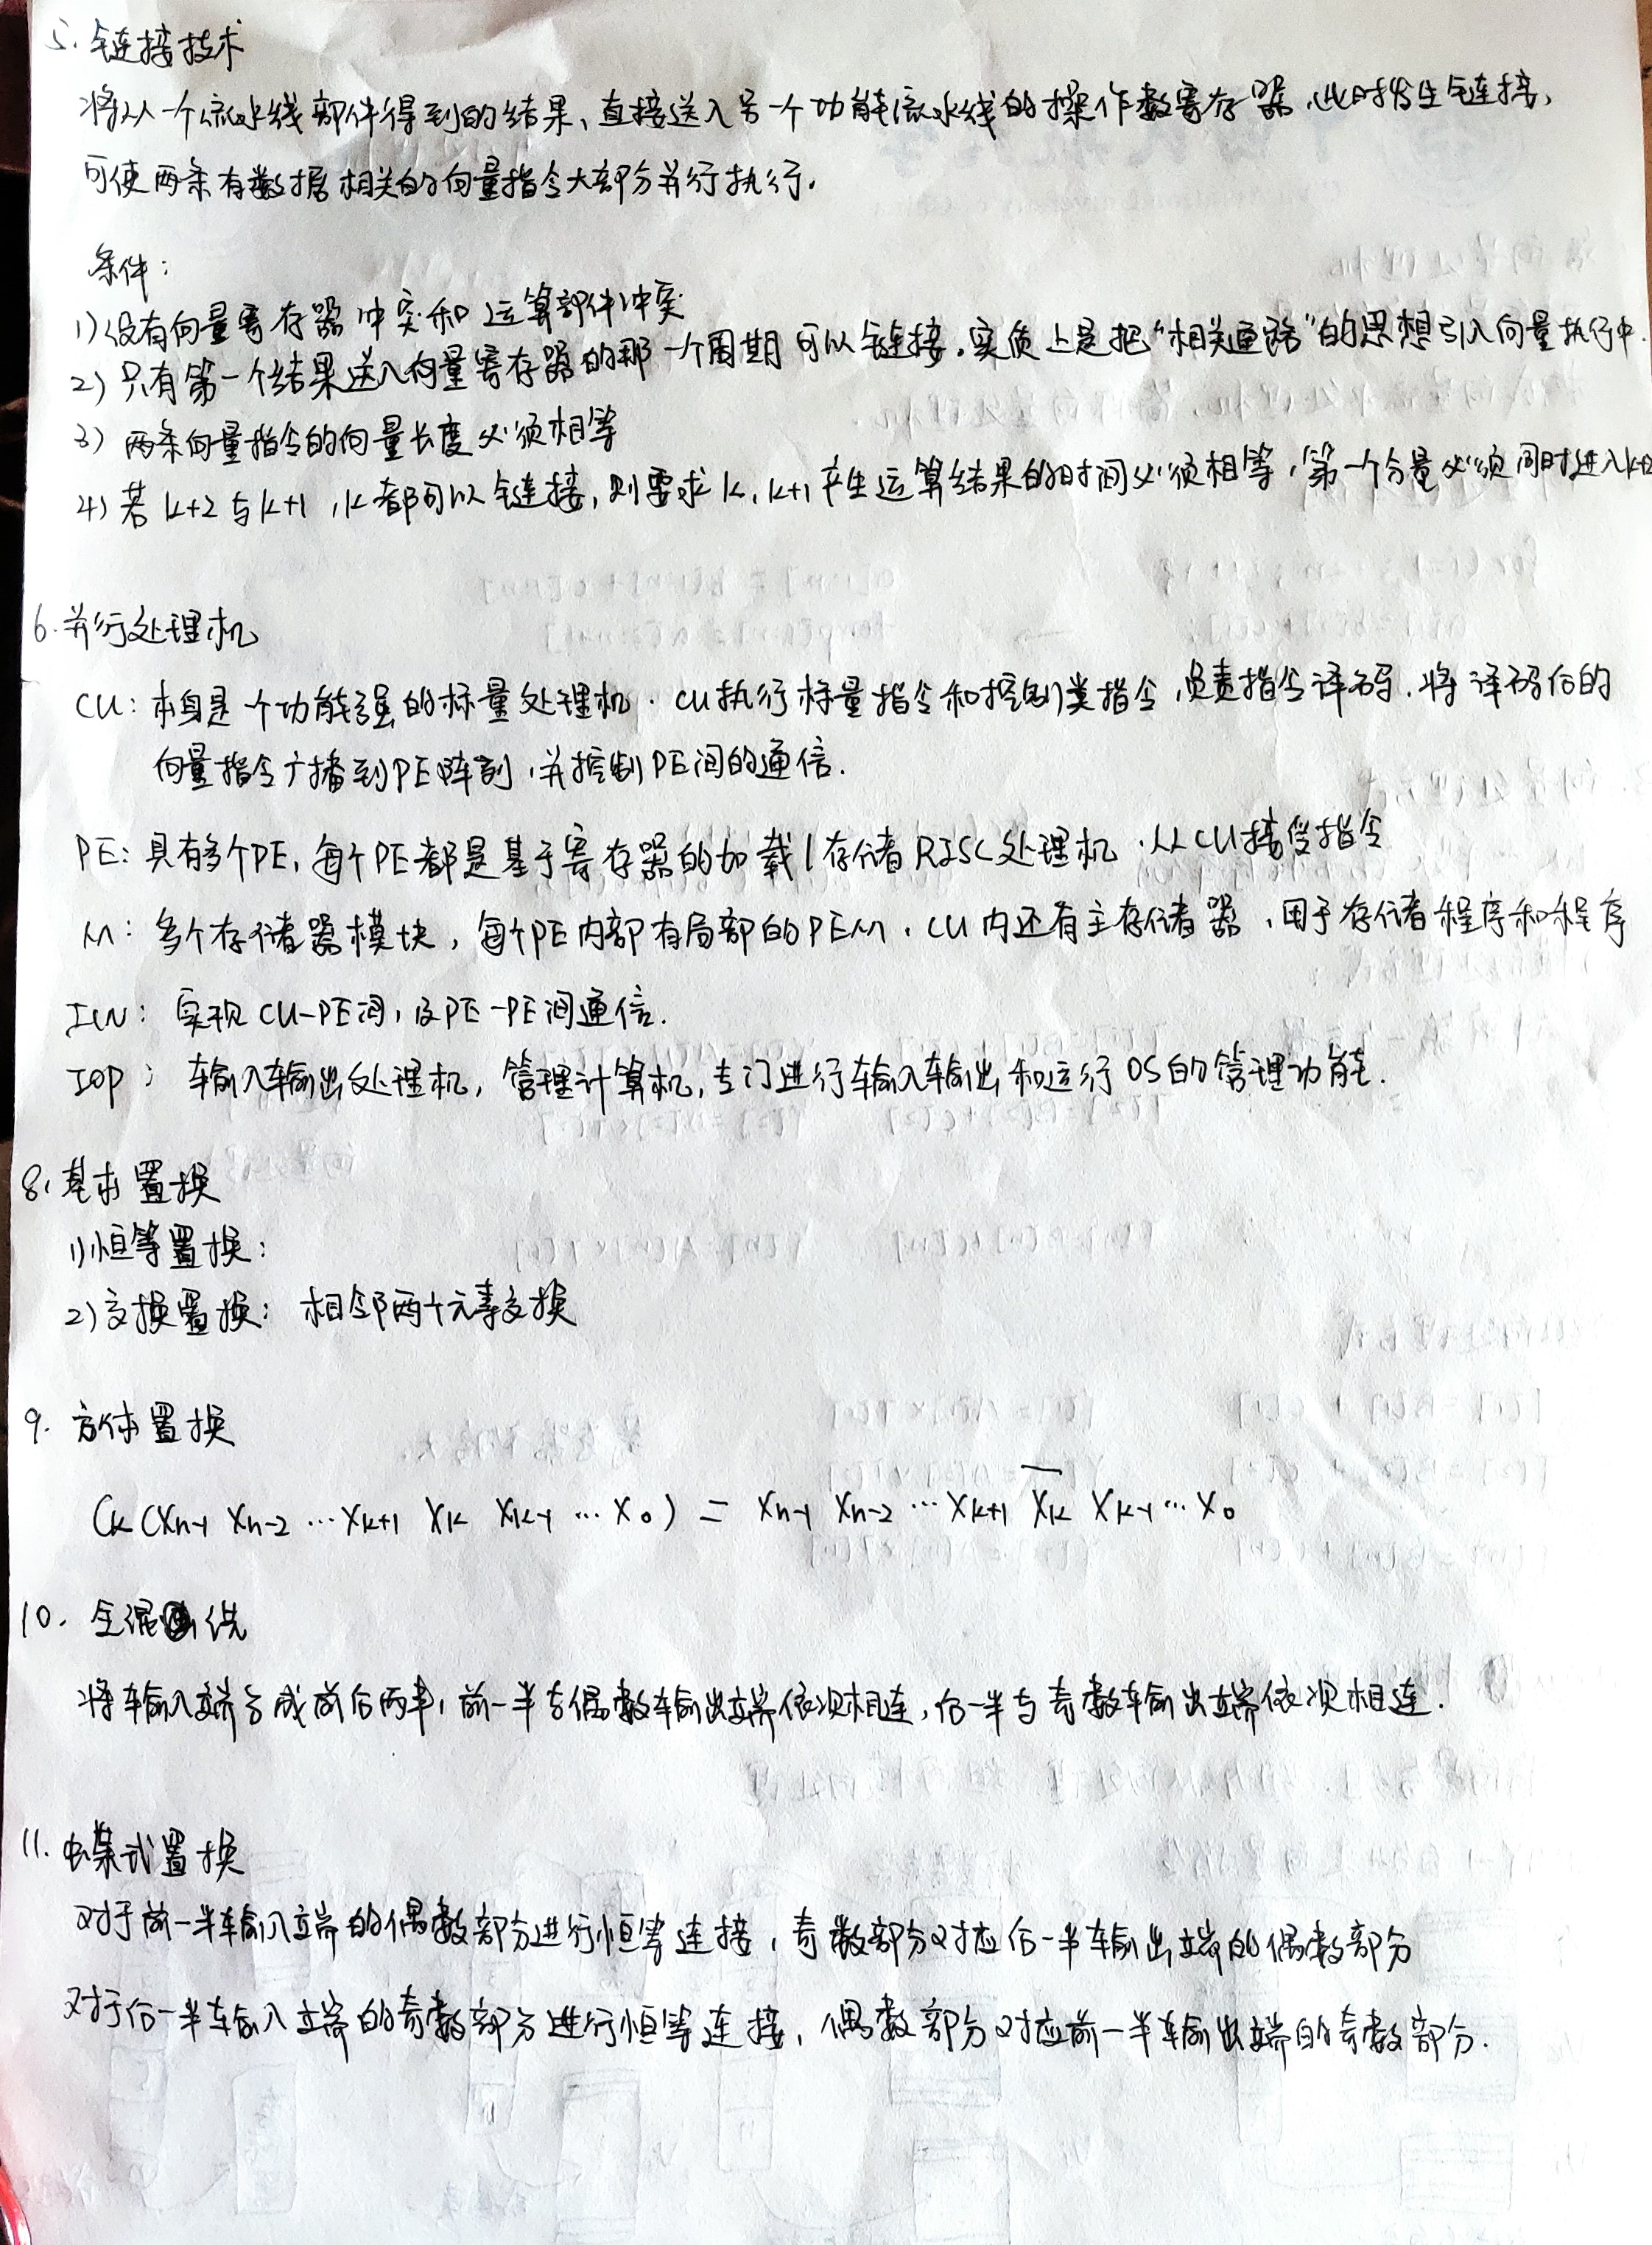 5. 链接技术
将从一个流水线部件得到的结果、直接送入另一个功能流水线的操作数寄存器,此时发生链接,
可使两条有数据相关的向量指令大部分并行执行.
条件:
1) 没有向量寄存器冲突和运算部件冲突
2) 只有第一个结果送入向量寄存器的那一个周期可以链接。实质上是把“相关通路”的思想引入向量执行中.
3) 两条向量指令的向量长度必须相等
4) 若 k+2 与 k+1,k都可以链接,则要求 k,k+1 产生运算结果的时间必须相等,第一个分量必须同时进入k+2
6. 并行处理机
CU: 本身是一个功能强的标量处理机. CU执行标量指令和控制类指令,负责指令译码.将译码后的
向量指令广播到PE阵列,并控制PE间的通信.
PE: 具有多个PE,每个PE都是基于寄存器的加载/存储RISC处理机,从CU接受指令
M: 多个存储器模块,每个PE内部有局部的PEM.CU内还有主存储器,用于存储程序和程序
ICN: 实现CU-PE间,及PE-PE间通信.
IOP: 输入输出处理机,管理计算机,专门进行输入输出和运行OS的管理功能.
8. 基本置换
1) 恒等置换:
2) 交换置换: 相邻两个元素交换
9. 方体置换
Ck(Xn-1 Xn-2 … Xk+1 Xk Xk-1 … X0) = Xn-1 Xn-2 … Xk+1 X̅k Xk-1 … X0
10. 全混洗
将输入端分成前后两半,前一半与偶数输出端依次相连,后一半与奇数输出端依次相连.
11. 蝶式置换
对于前一半输入端的偶数部分进行恒等连接,奇数部分对应后一半输出端的偶数部分
对于后一半输入端的奇数部分进行恒等连接,偶数部分对应前一半输出端的奇数部分.